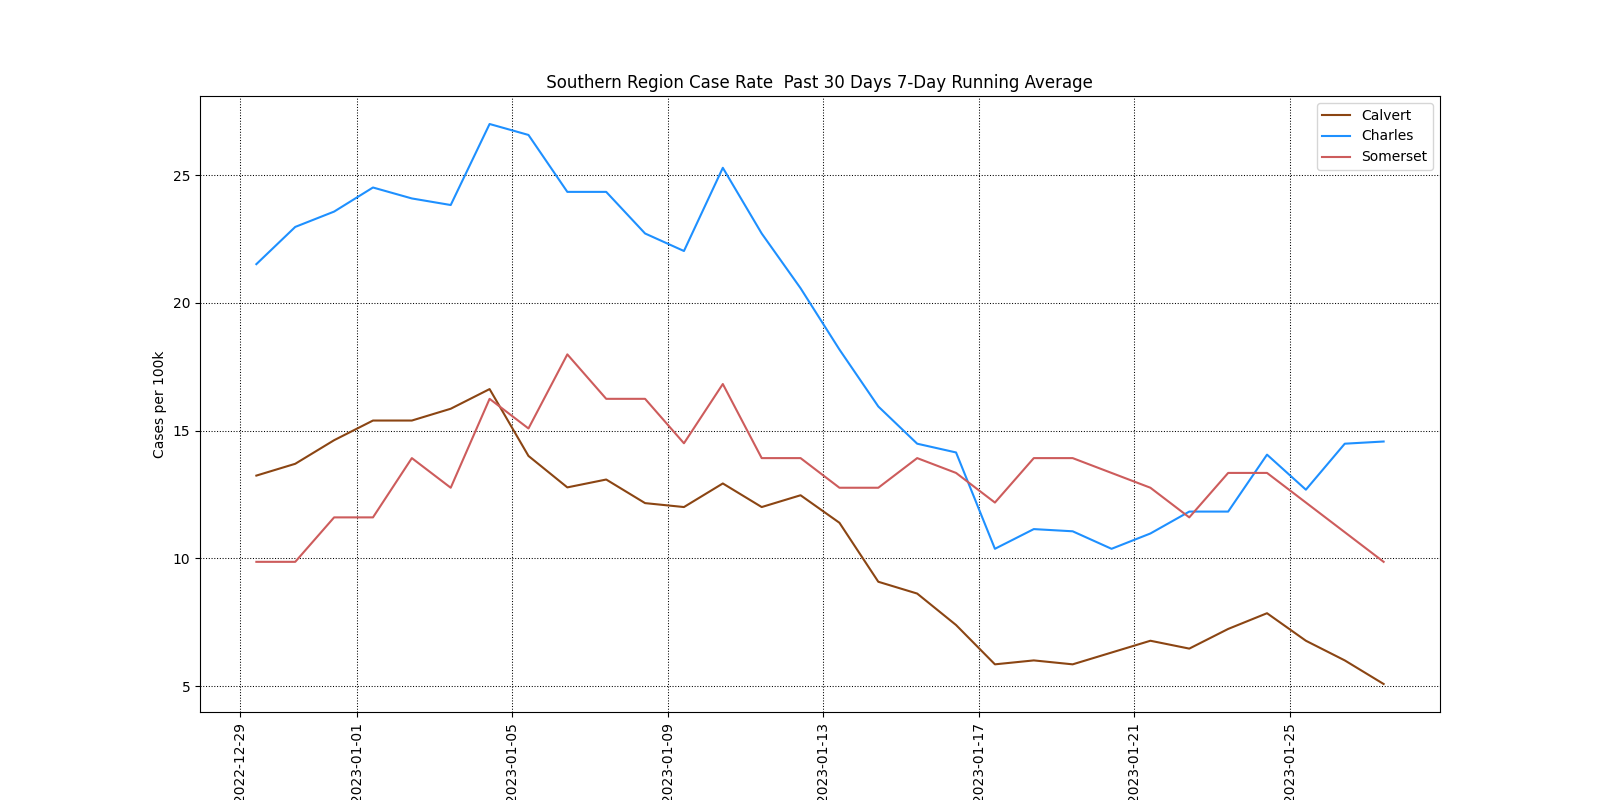 Southern Region Case Rate  Past 30 Days 7-Day Running Average
Calvert
Charles
Somerset
Cases per 100k
25
20
15
10
5
2022-12-29
2023-01-01
2023-01-05
2023-01-09
2023-01-13
2023-01-17
2023-01-21
2023-01-25